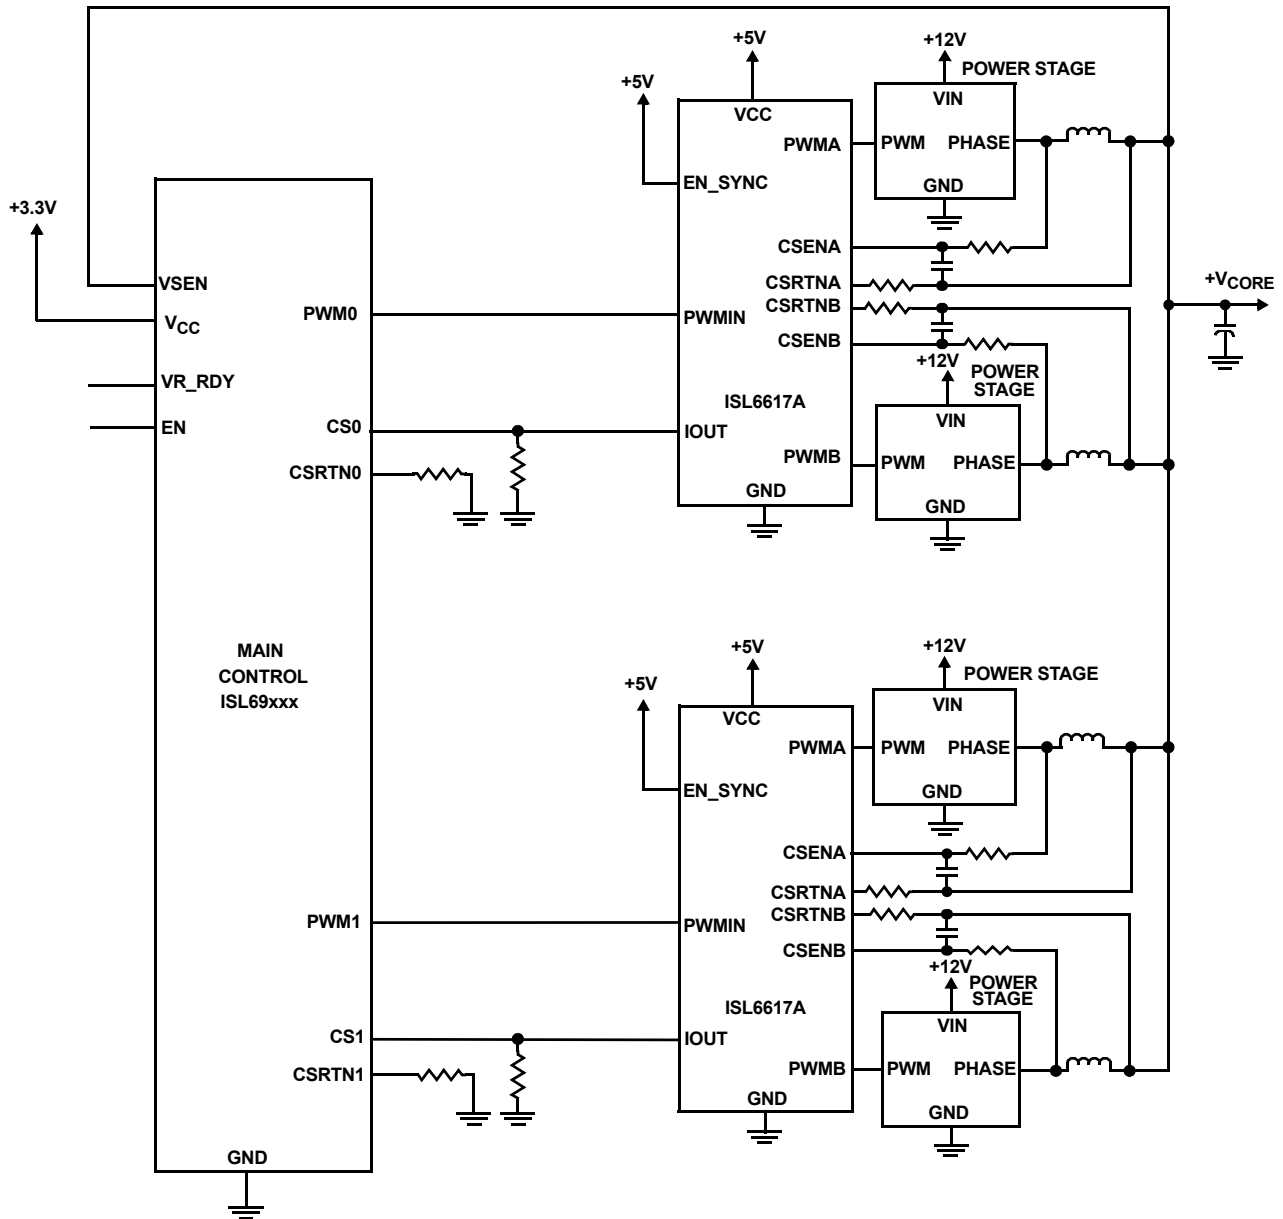 +5V
+12V
POWER STAGE
+5V
VCC
VIN
PWMA
PWM
PHASE
EN_SYNC
GND
+3.3V
CSENA
VSEN
CSRTNA
+VCORE
CSRTNB
PWM0
PWMIN
VCC
CSENB
+12V
POWER
STAGE
VR_RDY
ISL6617A
VIN
EN
CS0
IOUT
PWMB
PWM
PHASE
CSRTN0
GND
GND
+5V
+12V
MAIN
CONTROL
ISL69xxx
POWER STAGE
+5V
VCC
VIN
PWMA
PWM
PHASE
EN_SYNC
GND
CSENA
CSRTNA
CSRTNB
PWM1
PWMIN
CSENB
+12V
POWER
STAGE
ISL6617A
VIN
CS1
IOUT
CSRTN1
PWMB
PWM
PHASE
GND
GND
GND